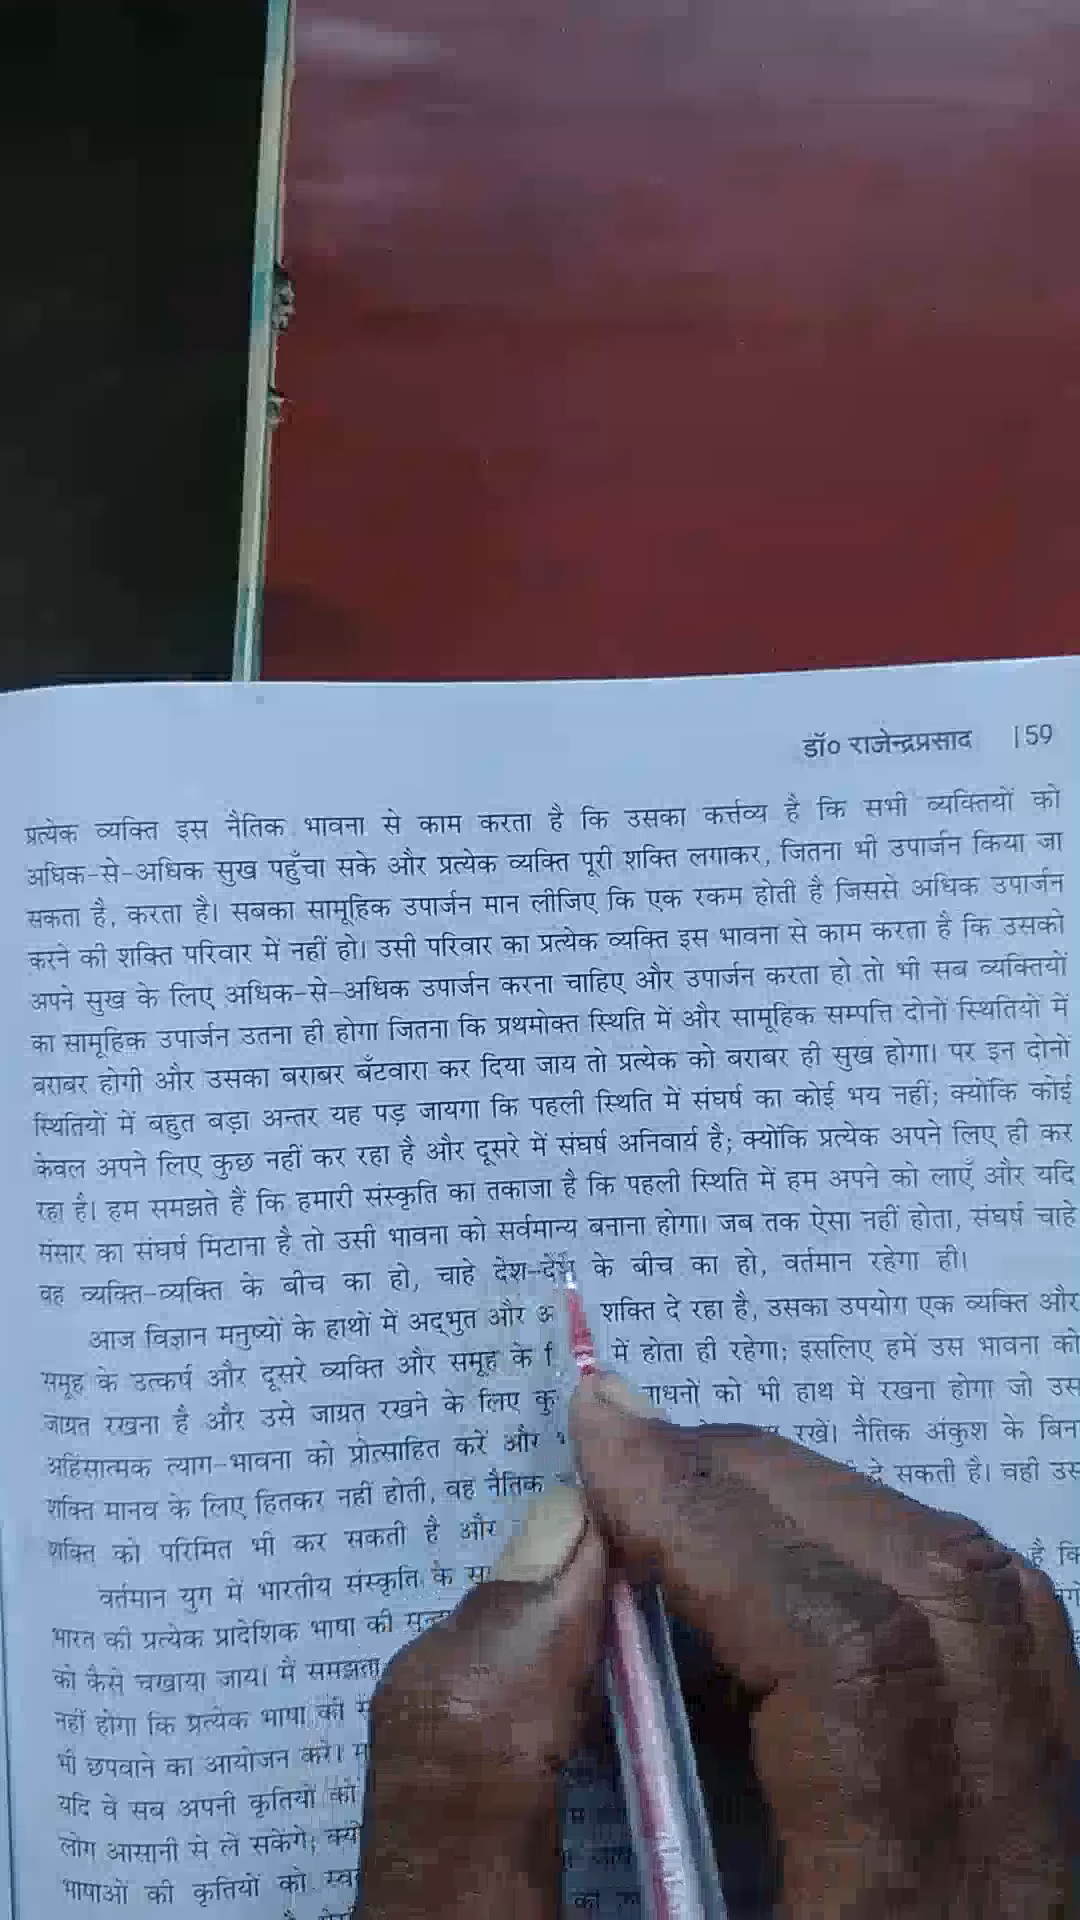 डॉ० राजेन्द्रप्रसाद 159
प्रत्येक व्यक्ति इस नैतिक भावना से काम करता है कि उसका कर्त्तव्य है कि सभी व्यक्तियों को
अधिक-से-अधिक सुख पहुँचा सके और प्रत्येक व्यक्ति पूरी शक्ति लगाकर, जितना भी उपार्जन किया जा
सकता है, करता है। सबका सामूहिक उपार्जन मान लीजिए कि एक रकम होती है जिससे अधिक उपार्जन
करने की शक्ति परिवार में नहीं हो। उसी परिवार का प्रत्येक व्यक्ति इस भावना से काम करता है कि उसको
अपने सुख के लिए अधिक-से-अधिक उपार्जन करना चाहिए और उपार्जन करता हो तो भी सब व्यक्तियों
का सामूहिक उपार्जन उतना ही होगा जितना कि प्रथमोक्त स्थिति में और सामूहिक सम्पत्ति दोनों स्थितियों में
बराबर होगी और उसका बराबर बँटवारा कर दिया जाय तो प्रत्येक को बराबर ही सुख होगा। पर इन दोनों
स्थितियों में बहुत बड़ा अन्तर यह पड़ जायगा कि पहली स्थिति में संघर्ष का कोई भय नहीं; क्योंकि कोई
केवल अपने लिए कुछ नहीं कर रहा है और दूसरे में संघर्ष अनिवार्य है; क्योंकि प्रत्येक अपने लिए ही कर
रहा है। हम समझते हैं कि हमारी संस्कृति का तकाजा है कि पहली स्थिति में हम अपने को लाएँ और यदि
संसार का संघर्ष मिटाना है तो उसी भावना को सर्वमान्य बनाना होगा। जब तक ऐसा नहीं होता, संघर्ष चाहे
वह व्यक्ति-व्यक्ति के बीच का हो, चाहे देश-देश के बीच का हो, वर्तमान रहेगा ही।
आज विज्ञान मनुष्यों के हाथों में अद्भुत और शक्ति दे रहा है, उसका उपयोग एक व्यक्ति और
समूह के उत्कर्ष और दूसरे व्यक्ति और समूह के में होता ही रहेगा; इसलिए हमें उस भावना को
जाग्रत रखना है और उसे जाग्रत रखने के लिए को भी हाथ में रखना होगा जो उस
अहिंसात्मक त्याग-भावना को प्रोत्साहित करें और रखें। नैतिक अंकुश के बिना
शक्ति मानव के लिए हितकर नहीं होती, वह नैतिक दे सकती है। वही उस
शक्ति को परिमित भी कर सकती है और
वर्तमान युग में भारतीय संस्कृति के है कि
भारत की प्रत्येक प्रादेशिक भाषा की
को कैसे चखाया जाय। मैं समझता
नहीं होगा कि प्रत्येक भाषा की
भी छपवाने का आयोजन करे।
यदि वे सब अपनी कृतियों को
लोग आसानी से ले सकेंगे;
भाषाओं की कृतियों को